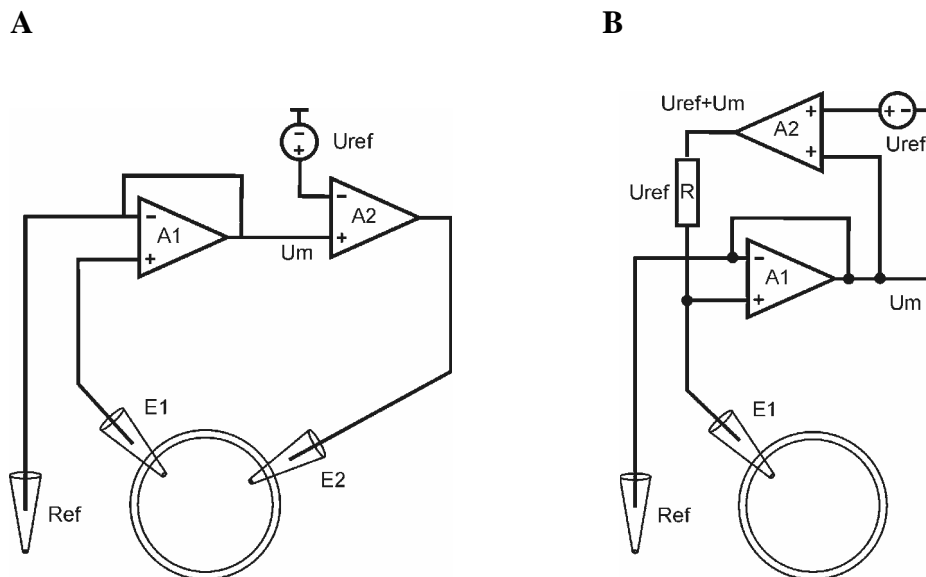 A
B
Uref+Um
A2
+
+
+ -
Uref
-
+
Uref
Uref
R
-
+
A2
-
+
A1
Um
-
+
A1
Um
E1
E2
Ref
E1
Ref